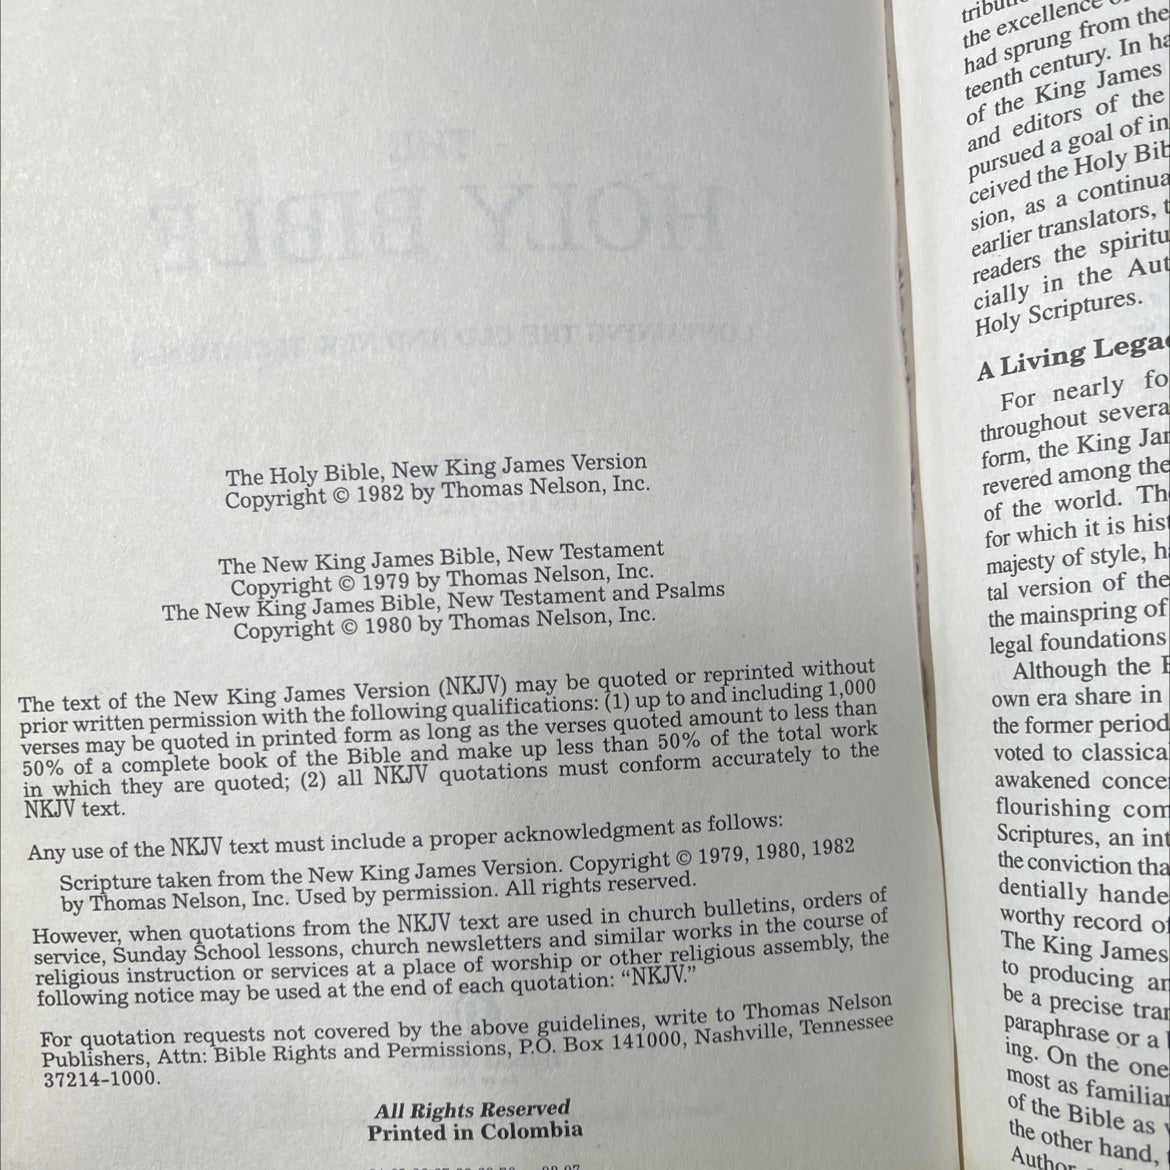 THE
HOLY BIBLE
The Holy Bible, New King James Version
Copyright © 1982 by Thomas Nelson, Inc.
The New King James Bible, New Testament
Copyright © 1979 by Thomas Nelson, Inc.
The New King James Bible, New Testament and Psalms
Copyright © 1980 by Thomas Nelson, Inc.
The text of the New King James Version (NKJV) may be quoted or reprinted without
prior written permission with the following qualifications: (1) up to and including 1,000
verses may be quoted in printed form as long as the verses quoted amount to less than
50% of a complete book of the Bible and make up less than 50% of the total work
in which they are quoted; (2) all NKJV quotations must conform accurately to the
NKJV text.
Any use of the NKJV text must include a proper acknowledgment as follows:
Scripture taken from the New King James Version. Copyright © 1979, 1980, 1982
by Thomas Nelson, Inc. Used by permission. All rights reserved.
However, when quotations from the NKJV text are used in church bulletins, orders of
service, Sunday School lessons, church newsletters and similar works in the course of
religious instruction or services at a place of worship or other religious assembly, the
following notice may be used at the end of each quotation: “NKJV.”
For quotation requests not covered by the above guidelines, write to Thomas Nelson
Publishers, Attn: Bible Rights and Permissions, P.O. Box 141000, Nashville, Tennessee
37214-1000.
All Rights Reserved
Printed in Colombia
the excellence
had sprung from the
teenth century. In ha
of the King James
and editors of the
pursued a goal of in
ceived the Holy Bib
sion, as a continua
earlier translators, t
readers the spiritu
cially in the Aut
Holy Scriptures.
A Living Legac
For nearly fo
throughout severa
form, the King Jam
revered among the
of the world. Th
for which it is hist
majesty of style, ha
tal version of the
the mainspring of
legal foundations
Although the B
own era share in
the former period
voted to classica
awakened concer
flourishing com
Scriptures, an int
the conviction tha
dentially hande
worthy record of
The King James
to producing an
be a precise tran
paraphrase or a
ing. On the one
most as familiar
of the Bible as
the other hand,
Author